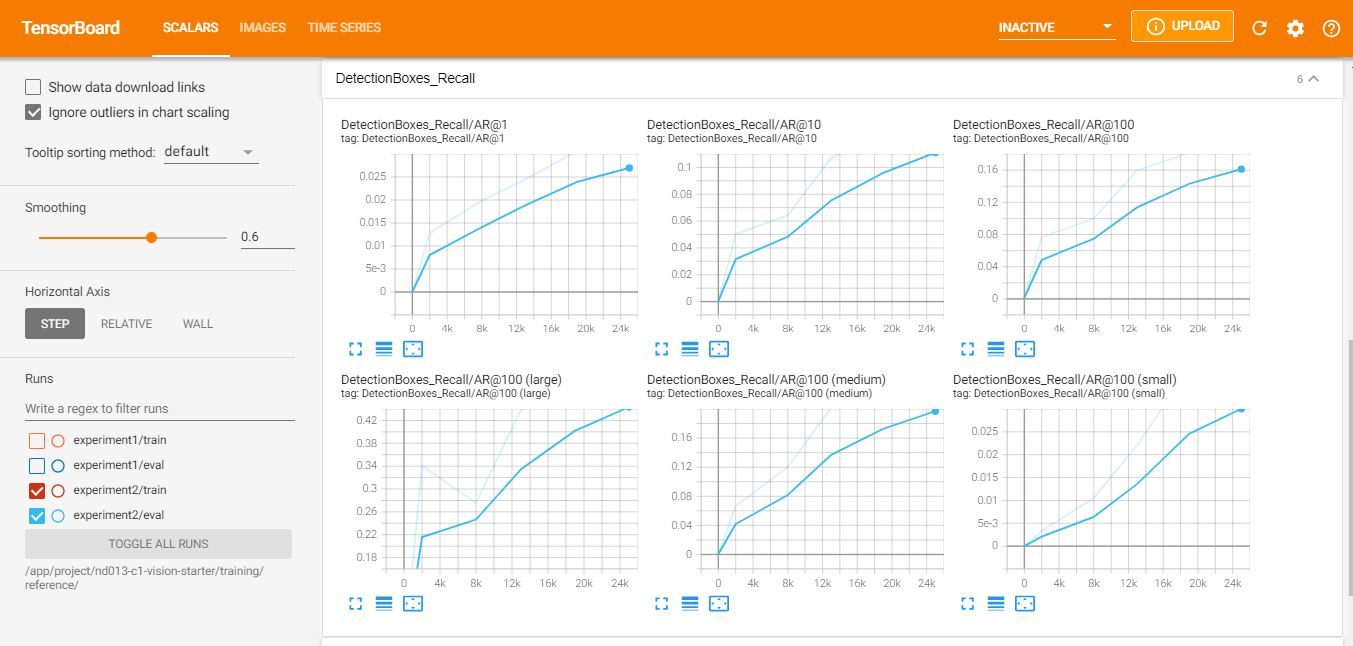 TensorBoard SCALARS IMAGES TIME SERIES INACTIVE UPLOAD
Show data download links
Ignore outliers in chart scaling
Tooltip sorting method: default
Smoothing
0.6
Horizontal Axis
STEP RELATIVE WALL
Runs
Write a regex to filter runs
experiment1/train
experiment1/eval
experiment2/train
experiment2/eval
TOGGLE ALL RUNS
/app/project/nd013-c1-vision-starter/training/
reference/
DetectionBoxes_Recall 6
DetectionBoxes_Recall/AR@1
tag: DetectionBoxes_Recall/AR@1
0.025
0.02
0.015
0.01
5e-3
0
0 4k 8k 12k 16k 20k 24k
DetectionBoxes_Recall/AR@10
tag: DetectionBoxes_Recall/AR@10
0.1
0.08
0.06
0.04
0.02
0
0 4k 8k 12k 16k 20k 24k
DetectionBoxes_Recall/AR@100
tag: DetectionBoxes_Recall/AR@100
0.16
0.12
0.08
0.04
0
0 4k 8k 12k 16k 20k 24k
DetectionBoxes_Recall/AR@100 (large)
tag: DetectionBoxes_Recall/AR@100 (large)
0.42
0.38
0.34
0.3
0.26
0.22
0.18
0 4k 8k 12k 16k 20k 24k
DetectionBoxes_Recall/AR@100 (medium)
tag: DetectionBoxes_Recall/AR@100 (medium)
0.16
0.12
0.08
0.04
0
0 4k 8k 12k 16k 20k 24k
DetectionBoxes_Recall/AR@100 (small)
tag: DetectionBoxes_Recall/AR@100 (small)
0.025
0.02
0.015
0.01
5e-3
0
0 4k 8k 12k 16k 20k 24k